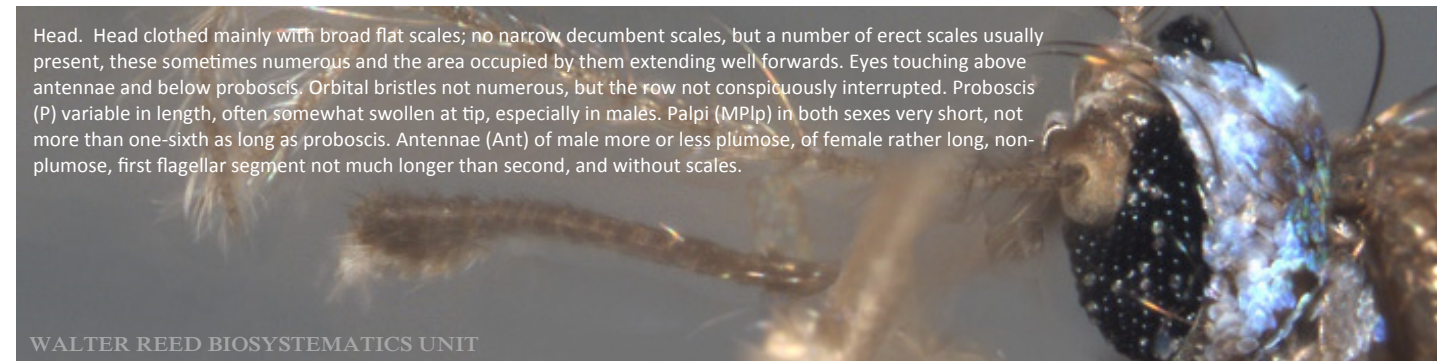 Head.  Head clothed mainly with broad flat scales; no narrow decumbent scales, but a number of erect scales usually
present, these sometimes numerous and the area occupied by them extending well forwards. Eyes touching above
antennae and below proboscis. Orbital bristles not numerous, but the row not conspicuously interrupted. Proboscis
(P) variable in length, often somewhat swollen at tip, especially in males. Palpi (MPlp) in both sexes very short, not
more than one-sixth as long as proboscis. Antennae (Ant) of male more or less plumose, of female rather long, non-
plumose, first flagellar segment not much longer than second, and without scales.
WALTER REED BIOSYSTEMATICS UNIT